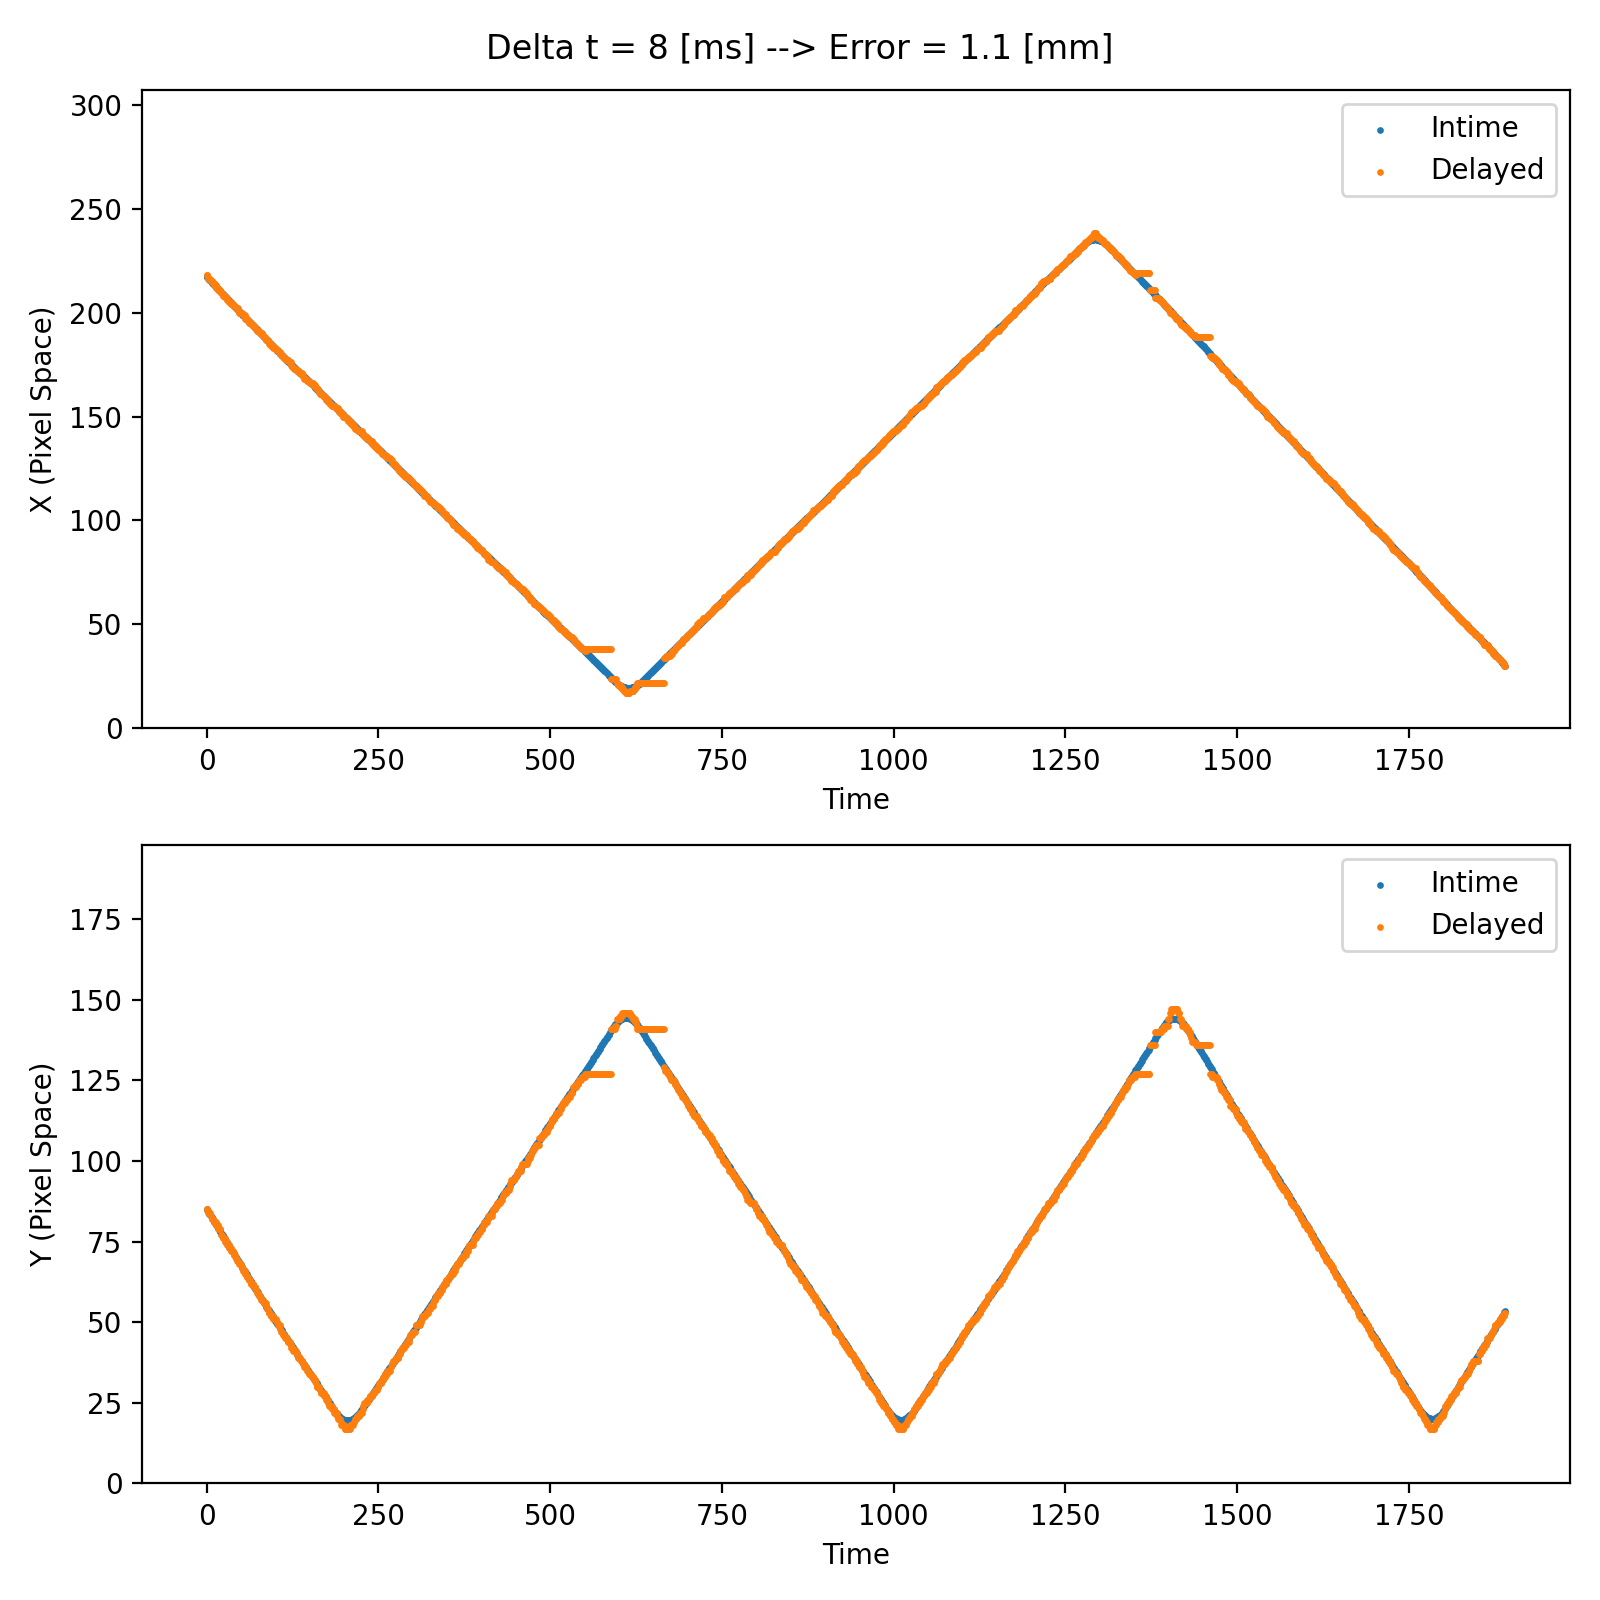 Delta t = 8 [ms] --> Error = 1.1 [mm]
300
250
200
150
100
50
0
X (Pixel Space)
Intime
Delayed
0 250 500 750 1000 1250 1500 1750
Time
175
150
125
100
75
50
25
0
Y (Pixel Space)
Intime
Delayed
0 250 500 750 1000 1250 1500 1750
Time